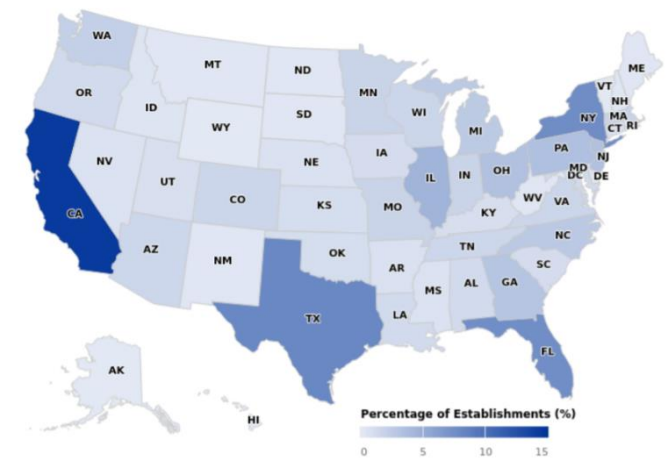 WA
MT
ND
ME
OR
ID
SD
MN
WI
MI
VT
NH
NY
MA
CT RI
WY
NE
IA
PA
NJ
NV
UT
CO
KS
MO
IL
IN
OH
MD
DC
DE
WV
VA
KY
CA
AZ
NM
OK
AR
TN
NC
SC
MS
AL
GA
TX
LA
FL
AK
HI
Percentage of Establishments (%)
0 5 10 15